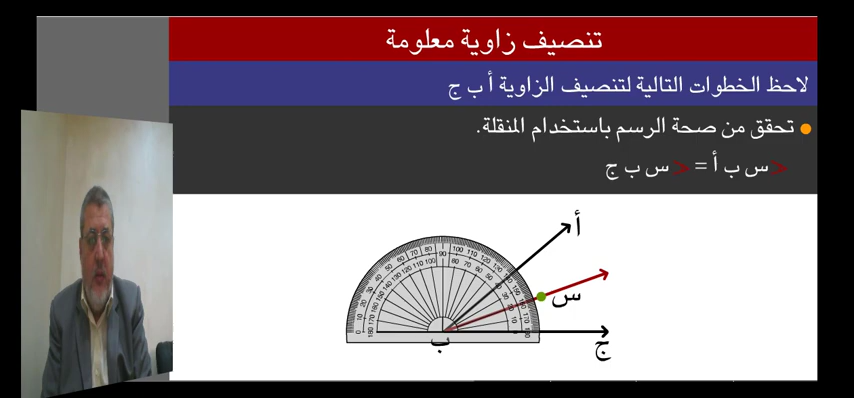 تنصيف زاوية معلومة
لاحظ الخطوات التالية لتنصيف الزاوية أ ب ج
تحقق من صحة الرسم باستخدام المنقلة.
> س ب أ = > س ب ج
أ
س
ب
ج